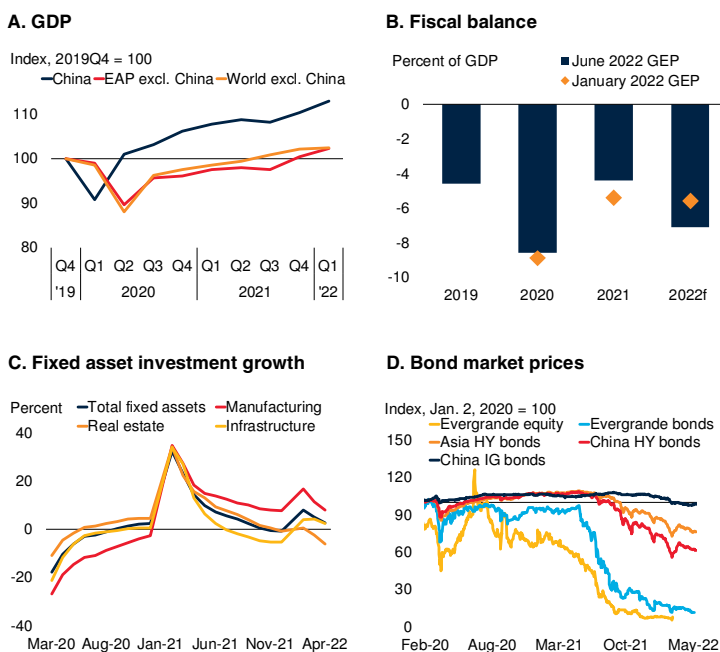 A. GDP
Index, 2019Q4 = 100
China EAP excl. China World excl. China
110
100
90
80
Q4 Q1 Q2 Q3 Q4 Q1 Q2 Q3 Q4 Q1
'19 2020 2021 '22
B. Fiscal balance
Percent of GDP
June 2022 GEP
January 2022 GEP
0
-2
-4
-6
-8
-10
2019 2020 2021 2022f
C. Fixed asset investment growth
Percent
Total fixed assets Manufacturing
Real estate Infrastructure
40
20
0
-20
-40
Mar-20 Aug-20 Jan-21 Jun-21 Nov-21 Apr-22
D. Bond market prices
Index, Jan. 2, 2020 = 100
Evergrande equity Evergrande bonds
Asia HY bonds China HY bonds
China IG bonds
150
120
90
60
30
0
Feb-20 Aug-20 Mar-21 Oct-21 May-22